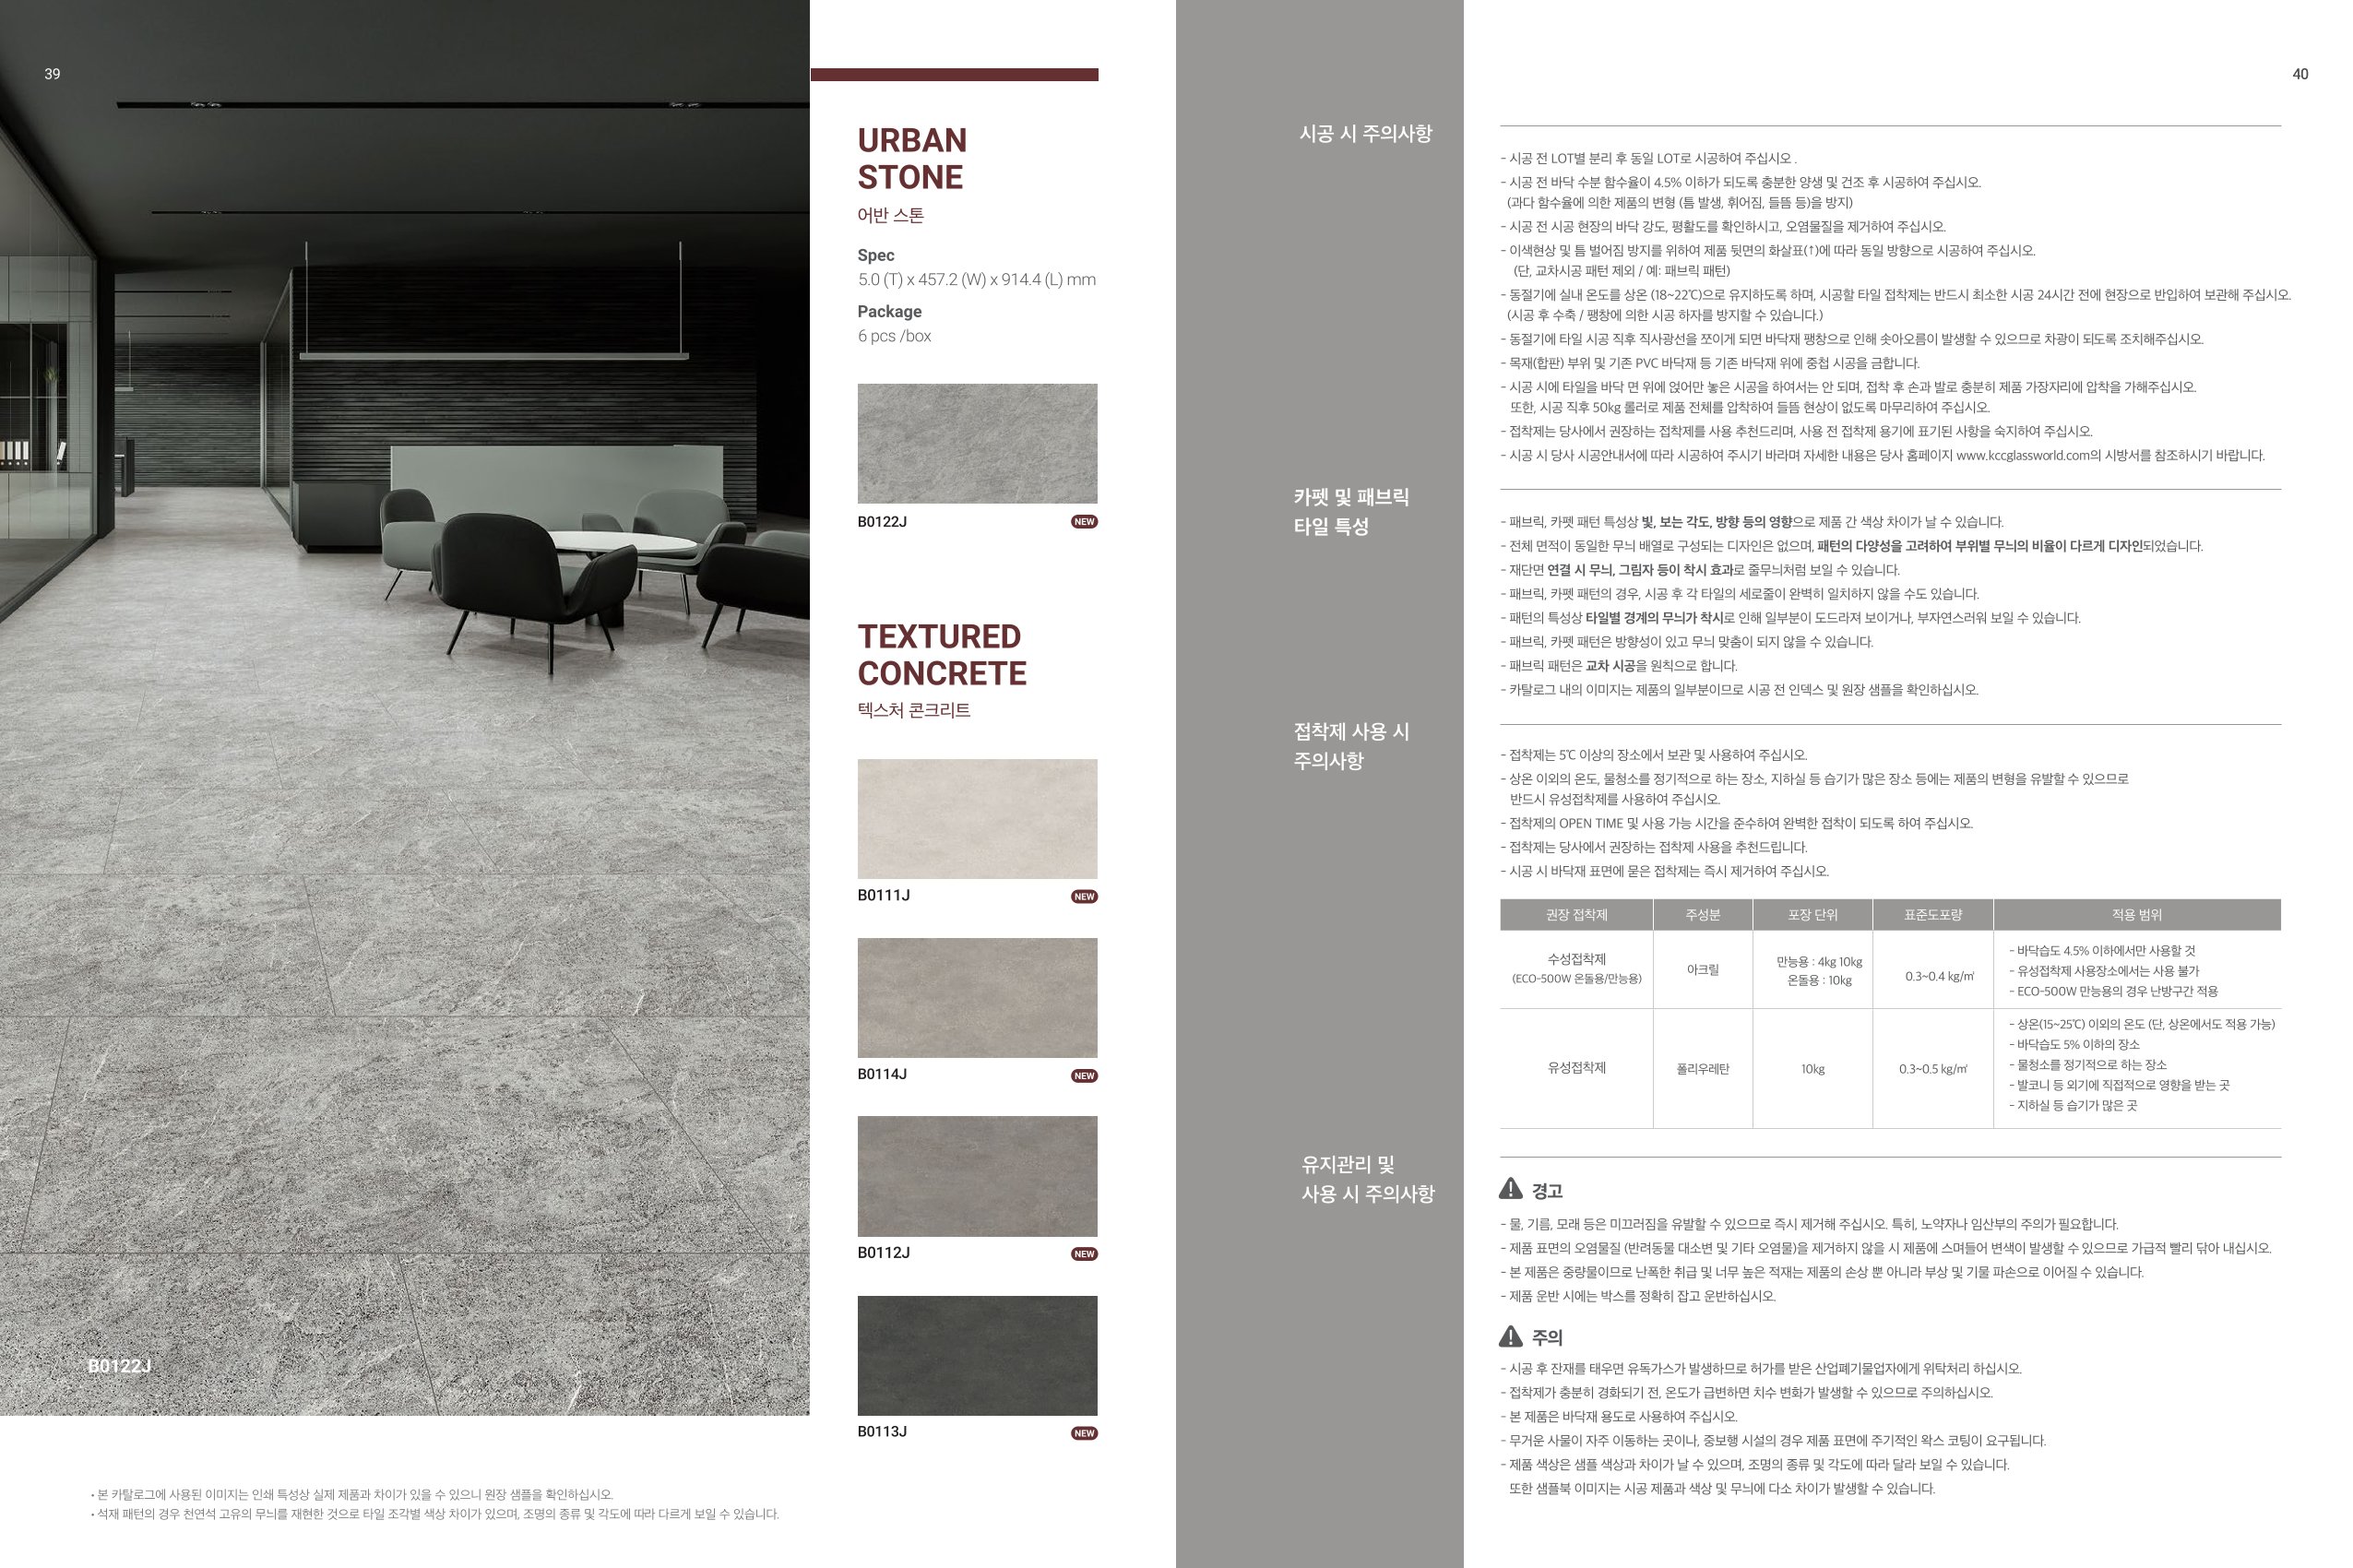 39
URBAN
STONE
어반 스톤
Spec
5.0 (T) x 457.2 (W) x 914.4 (L) mm
Package
6 pcs /box
B0122J
NEW
TEXTURED
CONCRETE
텍스처 콘크리트
B0111J
NEW
B0114J
NEW
B0112J
NEW
B0113J
NEW
B0122J
• 본 카탈로그에 사용된 이미지는 인쇄 특성상 실제 제품과 차이가 있을 수 있으니 원장 샘플을 확인하십시오.
• 석재 패턴의 경우 천연석 고유의 무늬를 재현한 것으로 타일 조각별 색상 차이가 있으며, 조명의 종류 및 각도에 따라 다르게 보일 수 있습니다.
40
시공 시 주의사항
- 시공 전 LOT별 분리 후 동일 LOT로 시공하여 주십시오 .
- 시공 전 바닥 수분 함수율이 4.5% 이하가 되도록 충분한 양생 및 건조 후 시공하여 주십시오.
(과다 함수율에 의한 제품의 변형 (틈 발생, 휘어짐, 들뜸 등)을 방지)
- 시공 전 시공 현장의 바닥 강도, 평활도를 확인하시고, 오염물질을 제거하여 주십시오.
- 이색현상 및 틈 벌어짐 방지를 위하여 제품 뒷면의 화살표(↑)에 따라 동일 방향으로 시공하여 주십시오.
(단, 교차시공 패턴 제외 / 예: 패브릭 패턴)
- 동절기에 실내 온도를 상온 (18~22℃)으로 유지하도록 하며, 시공할 타일 접착제는 반드시 최소한 시공 24시간 전에 현장으로 반입하여 보관해 주십시오.
(시공 후 수축 / 팽창에 의한 시공 하자를 방지할 수 있습니다.)
- 동절기에 타일 시공 직후 직사광선을 쪼이게 되면 바닥재 팽창으로 인해 솟아오름이 발생할 수 있으므로 차광이 되도록 조치해주십시오.
- 목재(합판) 부위 및 기존 PVC 바닥재 등 기존 바닥재 위에 중첩 시공을 금합니다.
- 시공 시에 타일을 바닥 면 위에 얹어만 놓은 시공을 하여서는 안 되며, 접착 후 손과 발로 충분히 제품 가장자리에 압착을 가해주십시오.
또한, 시공 직후 50kg 롤러로 제품 전체를 압착하여 들뜸 현상이 없도록 마무리하여 주십시오.
- 접착제는 당사에서 권장하는 접착제를 사용 추천드리며, 사용 전 접착제 용기에 표기된 사항을 숙지하여 주십시오.
- 시공 시 당사 시공안내서에 따라 시공하여 주시기 바라며 자세한 내용은 당사 홈페이지 www.kccglassworld.com의 시방서를 참조하시기 바랍니다.
카펫 및 패브릭
타일 특성
- 패브릭, 카펫 패턴 특성상 빛, 보는 각도, 방향 등의 영향으로 제품 간 색상 차이가 날 수 있습니다.
- 전체 면적이 동일한 무늬 배열로 구성되는 디자인은 없으며, 패턴의 다양성을 고려하여 부위별 무늬의 비율이 다르게 디자인되었습니다.
- 재단면 연결 시 무늬, 그림자 등이 착시 효과로 줄무늬처럼 보일 수 있습니다.
- 패브릭, 카펫 패턴의 경우, 시공 후 각 타일의 세로줄이 완벽히 일치하지 않을 수도 있습니다.
- 패턴의 특성상 타일별 경계의 무늬가 착시로 인해 일부분이 도드라져 보이거나, 부자연스러워 보일 수 있습니다.
- 패브릭, 카펫 패턴은 방향성이 있고 무늬 맞춤이 되지 않을 수 있습니다.
- 패브릭 패턴은 교차 시공을 원칙으로 합니다.
- 카탈로그 내의 이미지는 제품의 일부분이므로 시공 전 인덱스 및 원장 샘플을 확인하십시오.
접착제 사용 시
주의사항
- 접착제는 5℃ 이상의 장소에서 보관 및 사용하여 주십시오.
- 상온 이외의 온도, 물청소를 정기적으로 하는 장소, 지하실 등 습기가 많은 장소 등에는 제품의 변형을 유발할 수 있으므로
반드시 유성접착제를 사용하여 주십시오.
- 접착제의 OPEN TIME 및 사용 가능 시간을 준수하여 완벽한 접착이 되도록 하여 주십시오.
- 접착제는 당사에서 권장하는 접착제 사용을 추천드립니다.
- 시공 시 바닥재 표면에 묻은 접착제는 즉시 제거하여 주십시오.
권장 접착제 주성분 포장 단위 표준도포량 적용 범위
수성접착제
(ECO-500W 온돌용/만능용)
아크릴
만능용 : 4kg 10kg
온돌용 : 10kg
0.3~0.4 kg/㎡
- 바닥습도 4.5% 이하에서만 사용할 것
- 유성접착제 사용장소에서는 사용 불가
- ECO-500W 만능용의 경우 난방구간 적용
유성접착제
폴리우레탄
10kg
0.3~0.5 kg/㎡
- 상온(15~25℃) 이외의 온도 (단, 상온에서도 적용 가능)
- 바닥습도 5% 이하의 장소
- 물청소를 정기적으로 하는 장소
- 발코니 등 외기에 직접적으로 영향을 받는 곳
- 지하실 등 습기가 많은 곳
유지관리 및
사용 시 주의사항
경고
- 물, 기름, 모래 등은 미끄러짐을 유발할 수 있으므로 즉시 제거해 주십시오. 특히, 노약자나 임산부의 주의가 필요합니다.
- 제품 표면의 오염물질 (반려동물 대소변 및 기타 오염물)을 제거하지 않을 시 제품에 스며들어 변색이 발생할 수 있으므로 가급적 빨리 닦아 내십시오.
- 본 제품은 중량물이므로 난폭한 취급 및 너무 높은 적재는 제품의 손상 뿐 아니라 부상 및 기물 파손으로 이어질 수 있습니다.
- 제품 운반 시에는 박스를 정확히 잡고 운반하십시오.
주의
- 시공 후 잔재를 태우면 유독가스가 발생하므로 허가를 받은 산업폐기물업자에게 위탁처리 하십시오.
- 접착제가 충분히 경화되기 전, 온도가 급변하면 치수 변화가 발생할 수 있으므로 주의하십시오.
- 본 제품은 바닥재 용도로 사용하여 주십시오.
- 무거운 사물이 자주 이동하는 곳이나, 중보행 시설의 경우 제품 표면에 주기적인 왁스 코팅이 요구됩니다.
- 제품 색상은 샘플 색상과 차이가 날 수 있으며, 조명의 종류 및 각도에 따라 달라 보일 수 있습니다.
또한 샘플북 이미지는 시공 제품과 색상 및 무늬에 다소 차이가 발생할 수 있습니다.